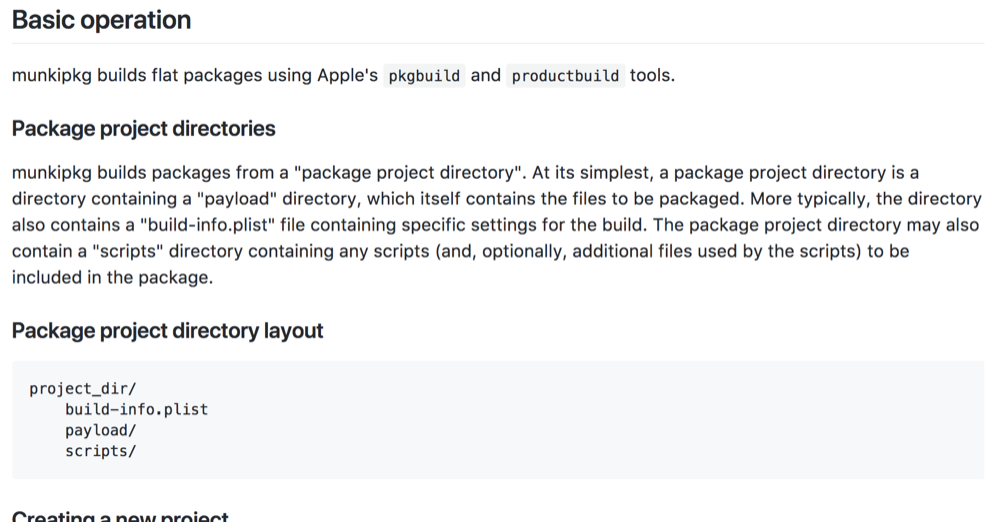 Basic operation
munkipkg builds flat packages using Apple's pkgbuild and productbuild tools.
Package project directories
munkipkg builds packages from a "package project directory". At its simplest, a package project directory is a
directory containing a "payload" directory, which itself contains the files to be packaged. More typically, the directory
also contains a "build-info.plist" file containing specific settings for the build. The package project directory may also
contain a "scripts" directory containing any scripts (and, optionally, additional files used by the scripts) to be
included in the package.
Package project directory layout
project_dir/
    build-info.plist
    payload/
    scripts/
Creating a new project